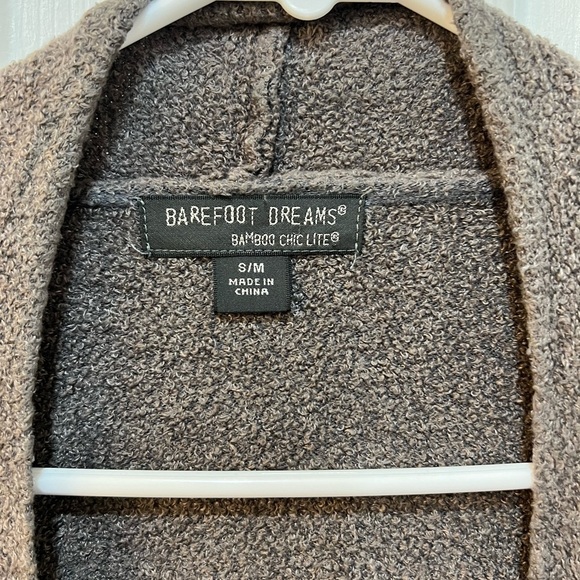 BAREFOOT DREAMS®
BAMBOO CHIC LITE®
S/M
MADE IN
CHINA